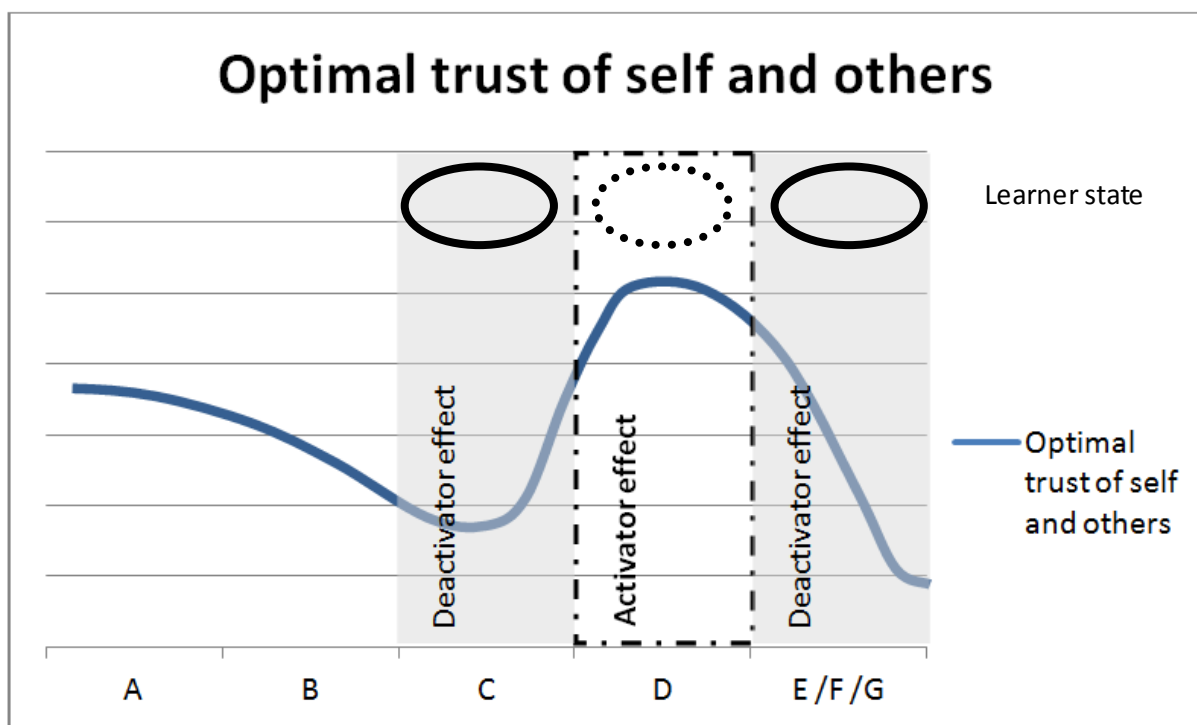 Optimal trust of self and others
Learner state
Deactivator effect
Activator effect
Deactivator effect
Optimal
trust of self
and others
A
B
C
D
E /F /G